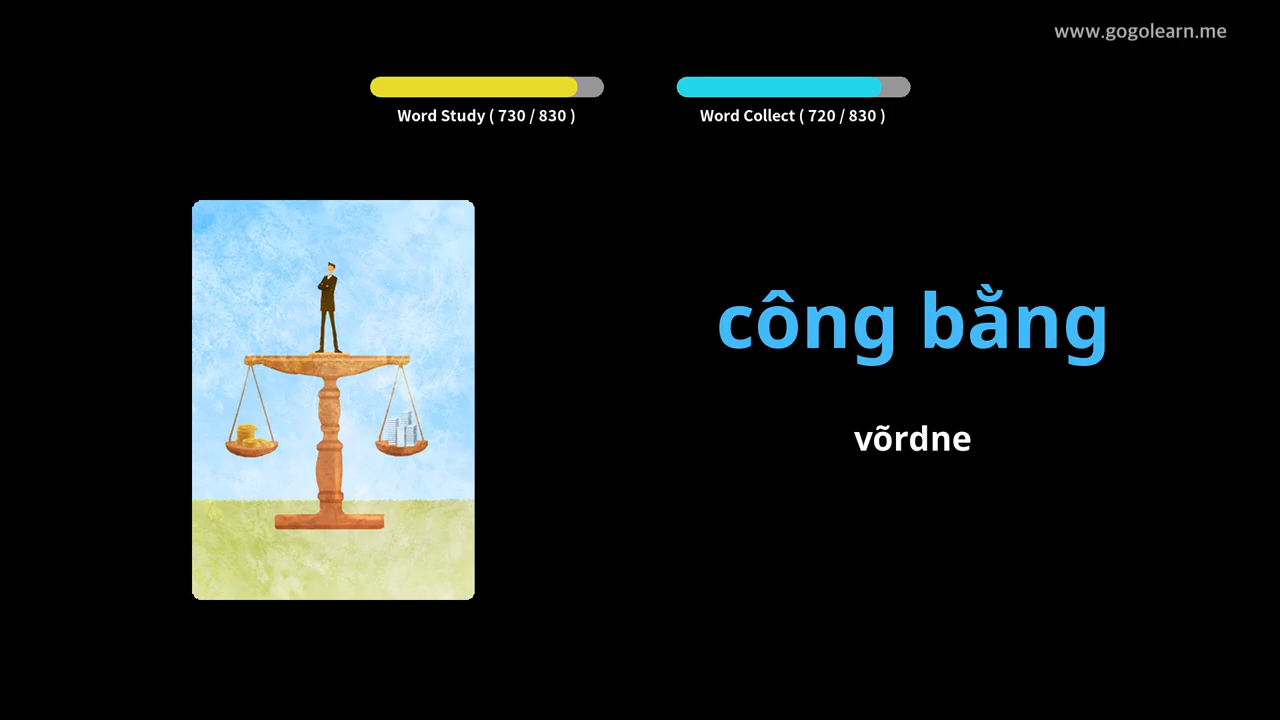 www.gogolearn.me
Word Study ( 730 / 830 )
Word Collect ( 720 / 830 )
công bằng
võrdne